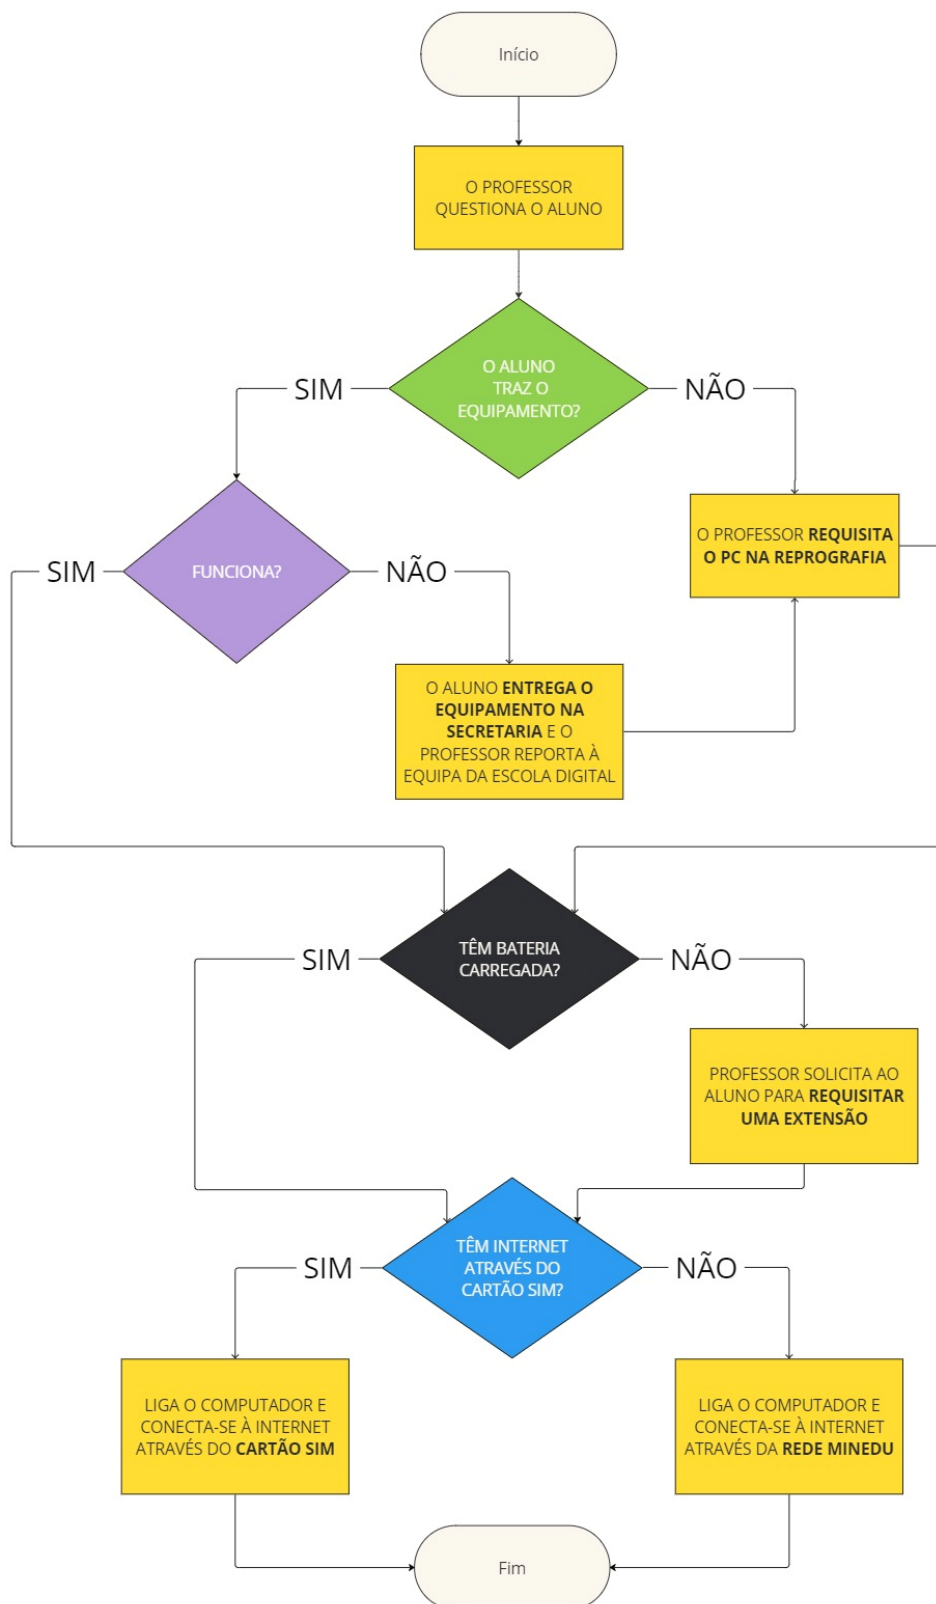 Início
O PROFESSOR
QUESTIONA O ALUNO
O ALUNO
TRAZ O
EQUIPAMENTO?
SIM
NÃO
O PROFESSOR REQUISITA
O PC NA REPROGRAFIA
FUNCIONA?
SIM
NÃO
O ALUNO ENTREGA O
EQUIPAMENTO NA
SECRETARIA E O
PROFESSOR REPORTA À
EQUIPA DA ESCOLA DIGITAL
TÊM BATERIA
CARREGADA?
SIM
NÃO
PROFESSOR SOLICITA AO
ALUNO PARA REQUISITAR
UMA EXTENSÃO
TÊM INTERNET
ATRAVÉS DO
CARTÃO SIM?
SIM
NÃO
LIGA O COMPUTADOR E
CONECTA-SE À INTERNET
ATRAVÉS DO CARTÃO SIM
LIGA O COMPUTADOR E
CONECTA-SE À INTERNET
ATRAVÉS DA REDE MINEDU
Fim